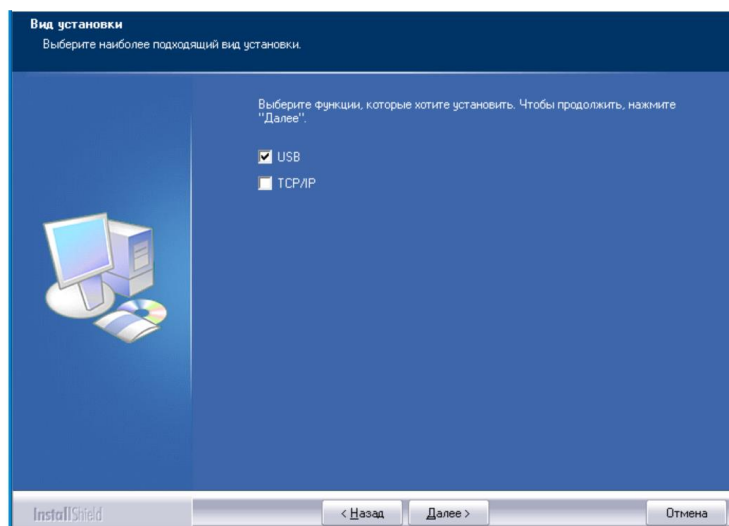 Вид установки
Выберите наиболее подходящий вид установки.
Выберите функции, которые хотите установить. Чтобы продолжить, нажмите
"Далее".
USB
TCP/IP
InstallShield
< Назад
Далее >
Отмена